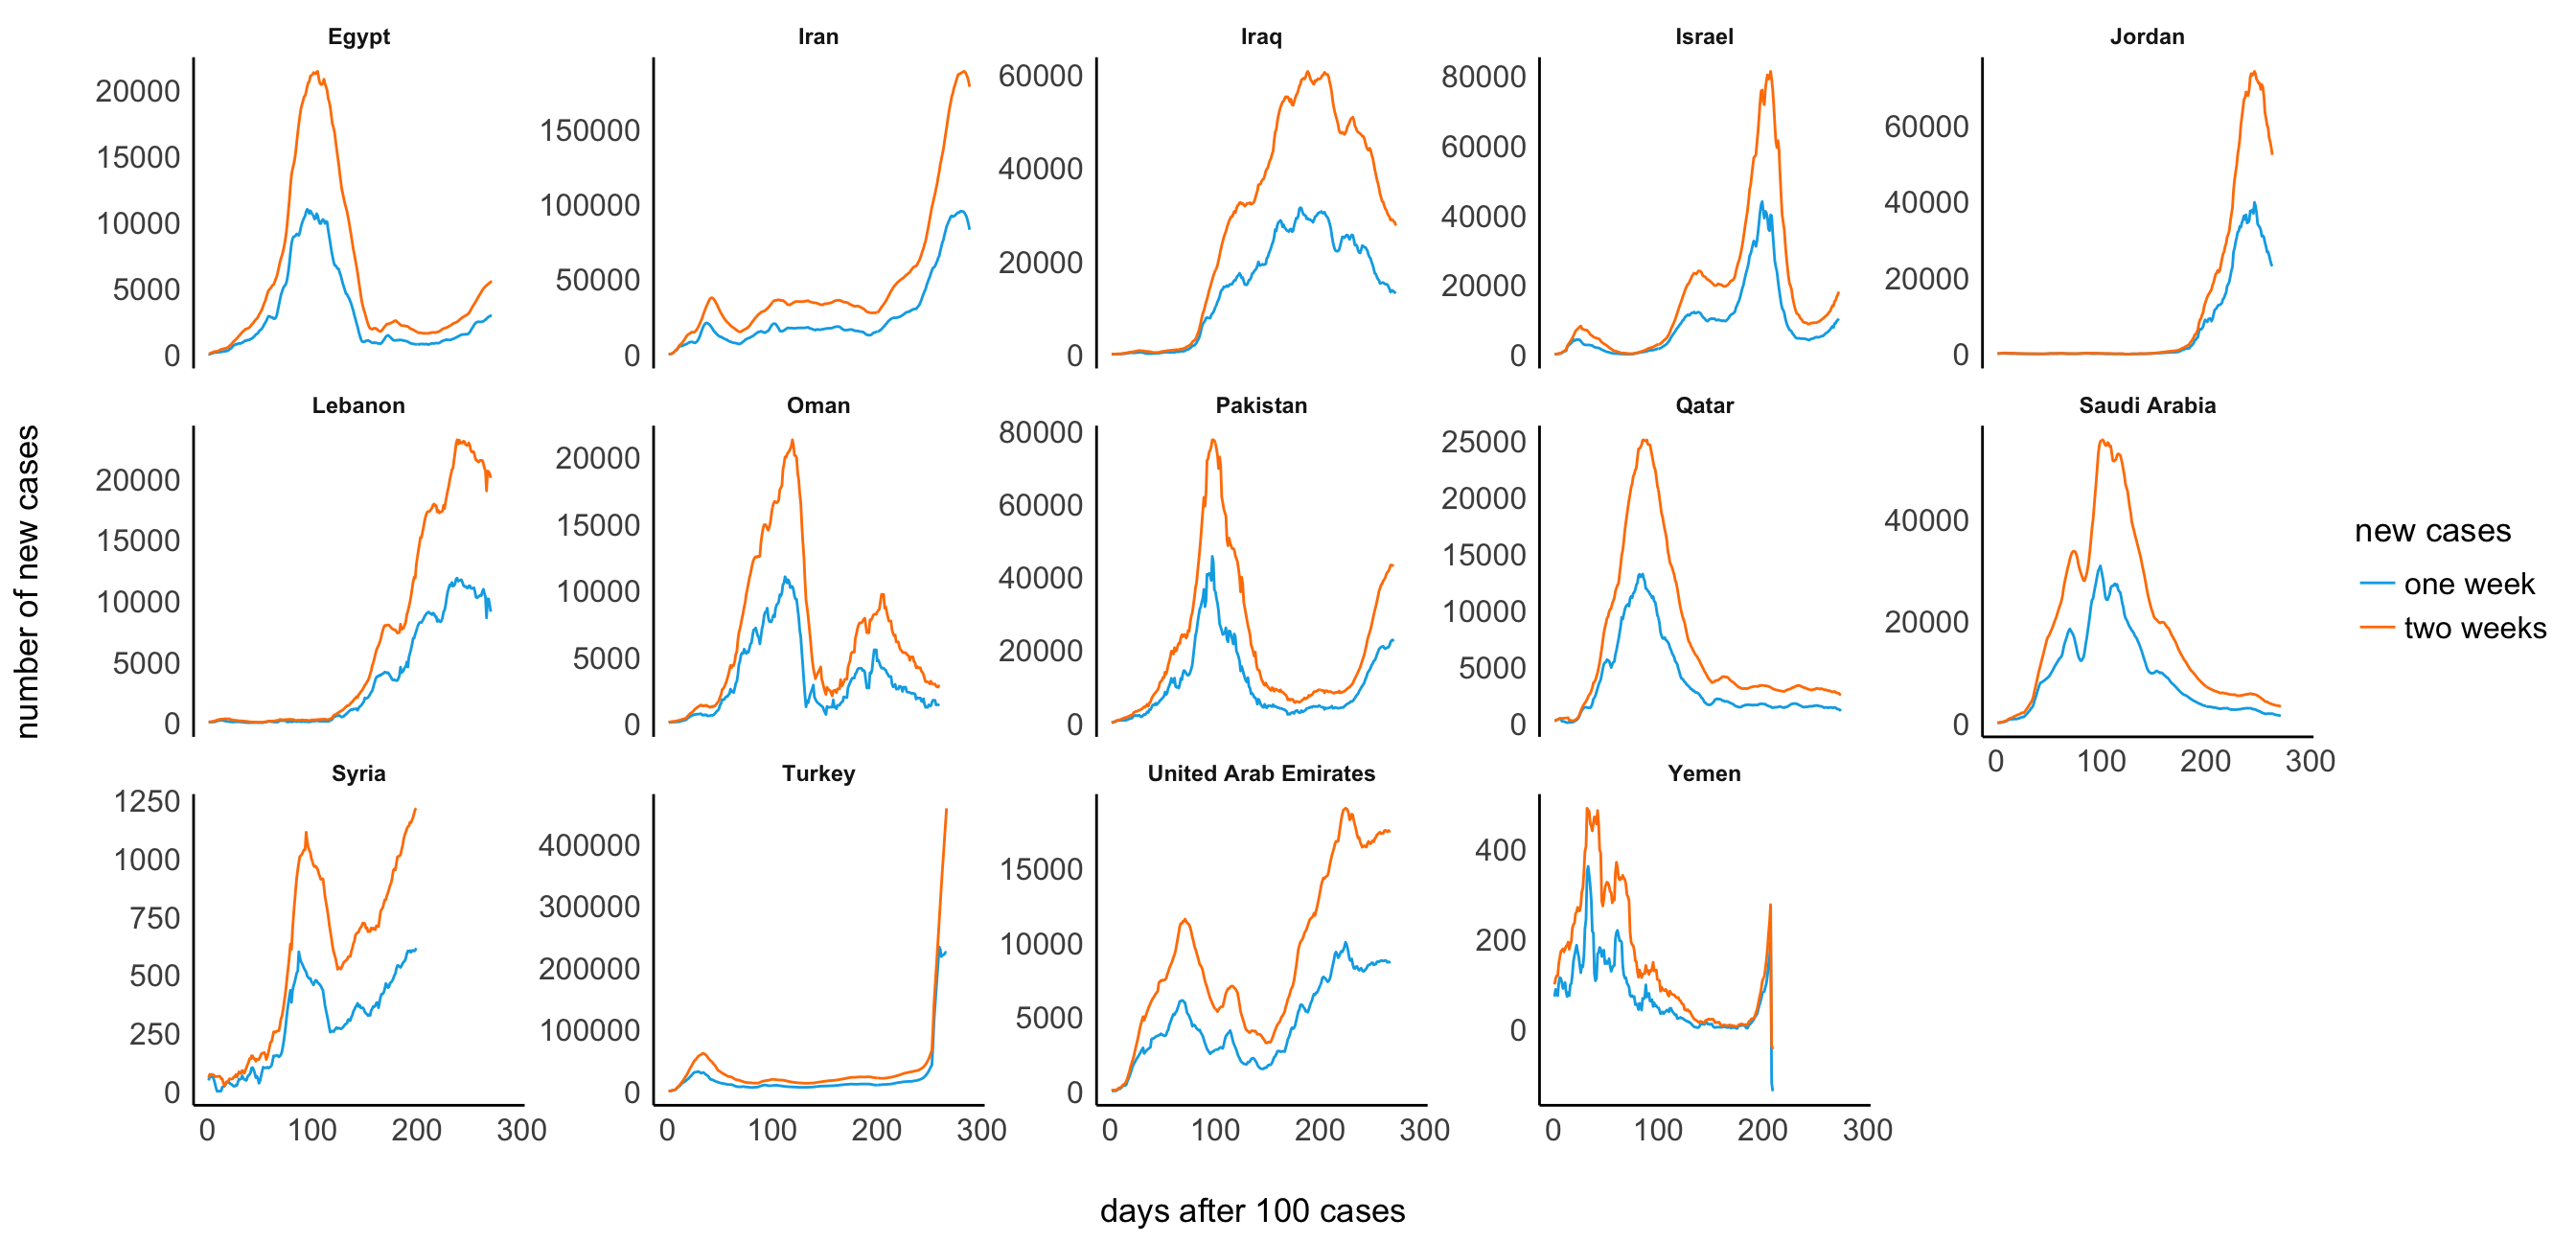 Egypt
Iran
Iraq
Israel
Jordan
20000
15000
10000
5000
0
150000
100000
50000
0
60000
40000
20000
0
80000
60000
40000
20000
0
60000
40000
20000
0
Lebanon
Oman
Pakistan
Qatar
Saudi Arabia
20000
15000
10000
5000
0
20000
15000
10000
5000
0
80000
60000
40000
20000
0
25000
20000
15000
10000
5000
0
40000
20000
0
0 100 200 300
Syria
Turkey
United Arab Emirates
Yemen
1250
1000
750
500
250
0
400000
300000
200000
100000
0
15000
10000
5000
0
400
200
0
0 100 200 300
0 100 200 300
0 100 200 300
0 100 200 300
number of new cases
days after 100 cases
new cases
one week
two weeks